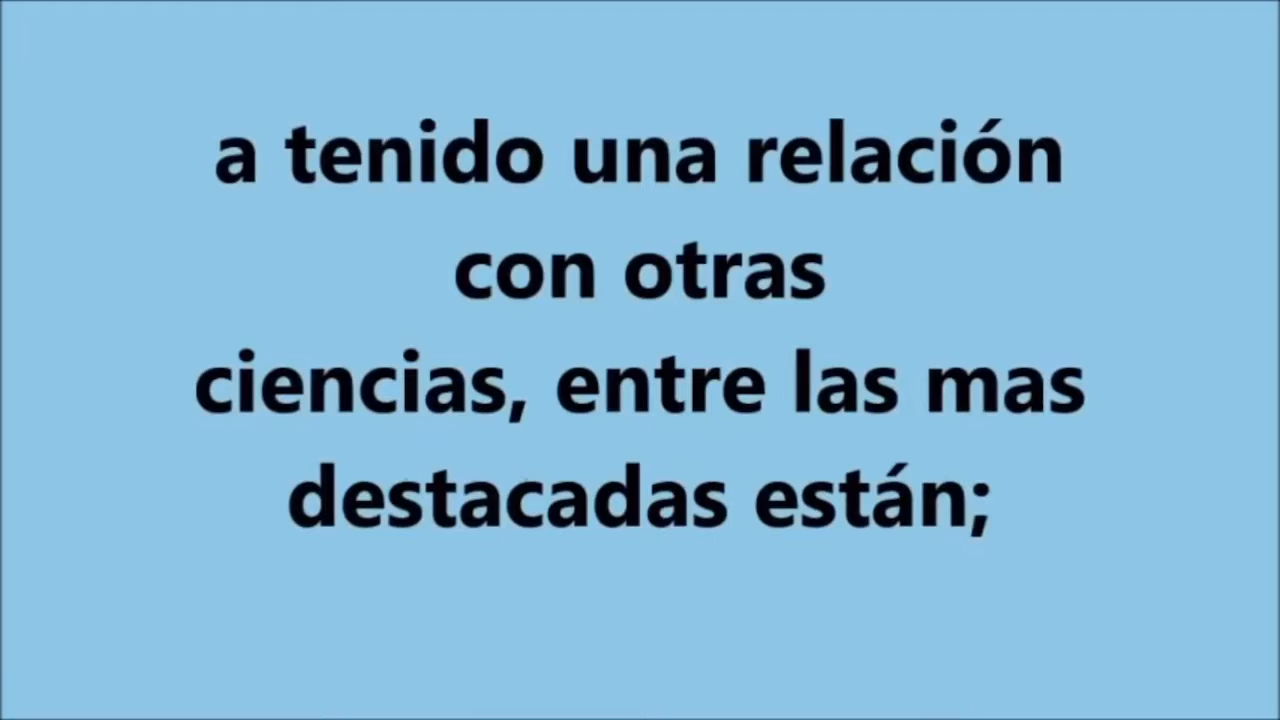 a tenido una relación
con otras
ciencias, entre las mas
destacadas están;